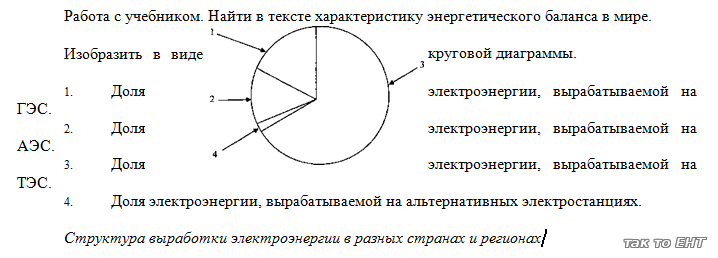 Работа с учебником. Найти в тексте характеристику энергетического баланса в мире.
Изобразить в виде круговой диаграммы.
1
3
2
4
1. Доля электроэнергии, вырабатываемой на
ГЭС.
2. Доля электроэнергии, вырабатываемой на
АЭС.
3. Доля электроэнергии, вырабатываемой на
ТЭС.
4. Доля электроэнергии, вырабатываемой на альтернативных электростанциях.
Структура выработки электроэнергии в разных странах и регионах
так то ЕНТ